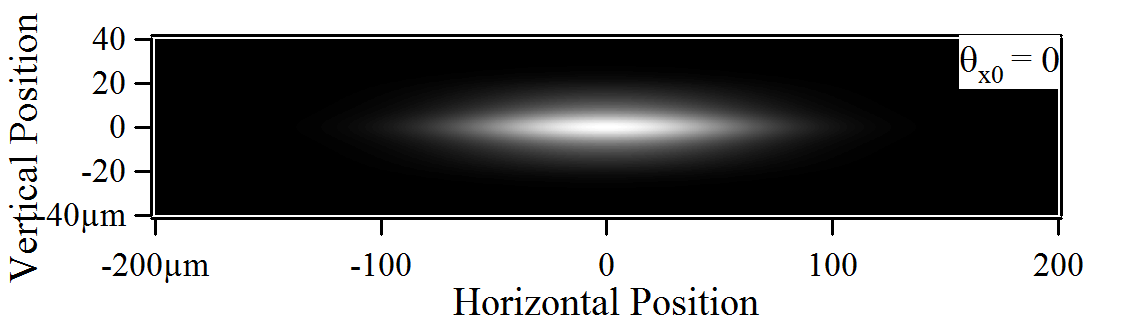 Vertical Position
40
20
0
-20
-40µm
θx0 = 0
-200µm
-100
0
100
200
Horizontal Position